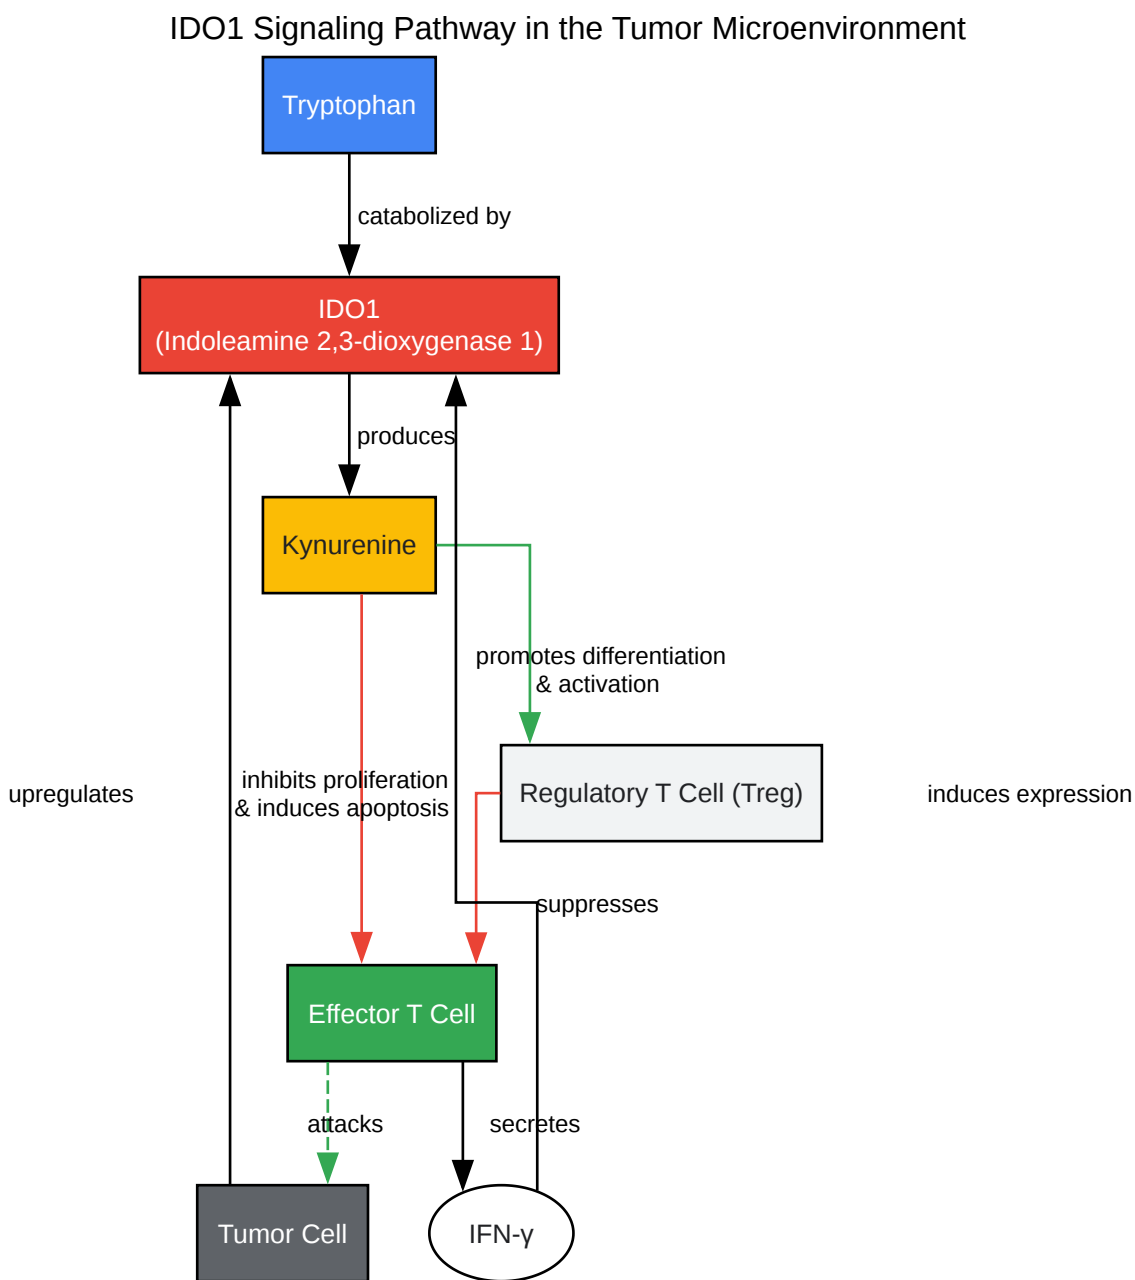 IDO1 Signaling Pathway in the Tumor Microenvironment
Tryptophan
catabolized by
IDO1
(Indoleamine 2,3-dioxygenase 1)
produces
Kynurenine
promotes differentiation
& activation
upregulates
inhibits proliferation
& induces apoptosis
Regulatory T Cell (Treg)
induces expression
suppresses
Effector T Cell
attacks
secretes
Tumor Cell
IFN-γ